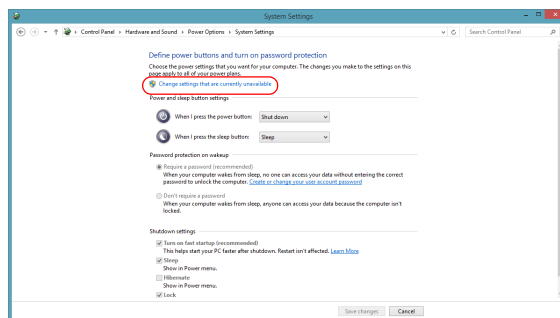 System Settings
Control Panel ▸ Hardware and Sound ▸ Power Options ▸ System Settings
Search Control Panel
Define power buttons and turn on password protection
Choose the power settings that you want for your computer. The changes you make to the settings on this
page apply to all of your power plans.
Change settings that are currently unavailable
Power and sleep button settings
When I press the power button: Shut down
When I press the sleep button: Sleep
Password protection on wakeup
Require a password (recommended)
When your computer wakes from sleep, no one can access your data without entering the correct
password to unlock the computer. Create or change your user account password
Don't require a password
When your computer wakes from sleep, anyone can access your data because the computer isn't
locked.
Shutdown settings
Turn on fast startup (recommended)
This helps start your PC faster after shutdown. Restart isn't affected. Learn More
Sleep
Show in Power menu.
Hibernate
Show in Power menu.
Lock
Save changes Cancel